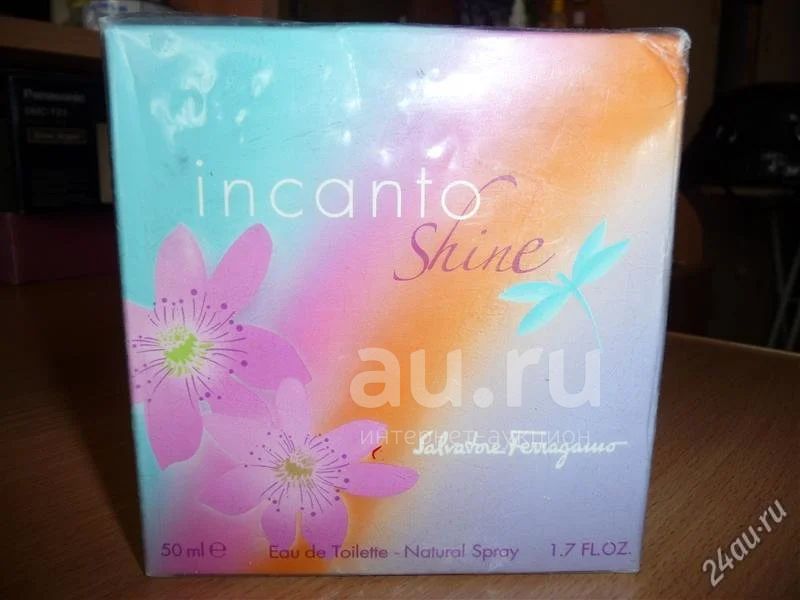 Panasonic
incanto
Shine
au.ru
интернет-аукцион
Salvatore Ferragamo
50 ml e
Eau de Toilette - Natural Spray
1.7 FL.OZ.
24au.ru